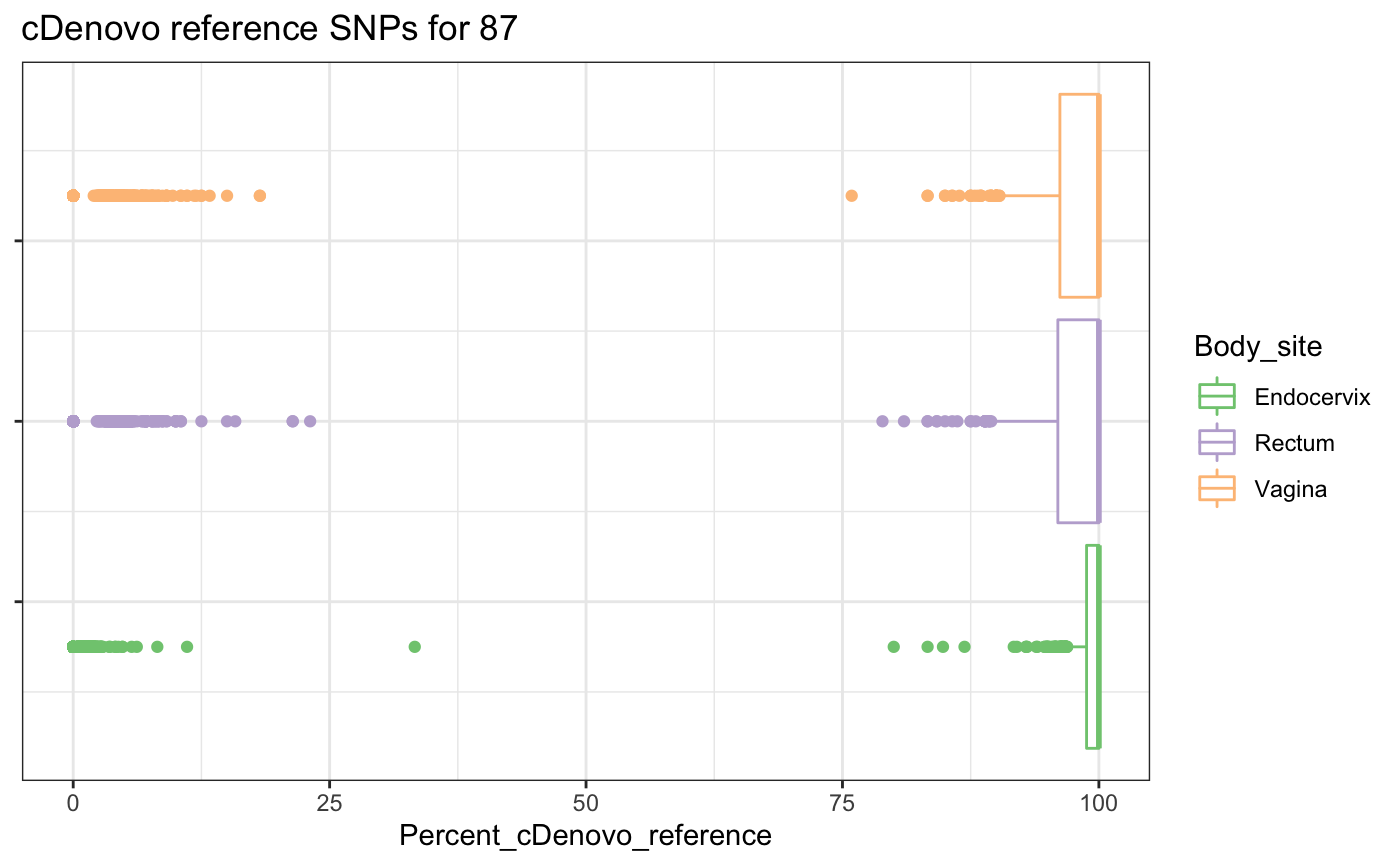 cDenovo reference SNPs for 87
Body_site
Endocervix
Rectum
Vagina
0 25 50 75 100
Percent_cDenovo_reference